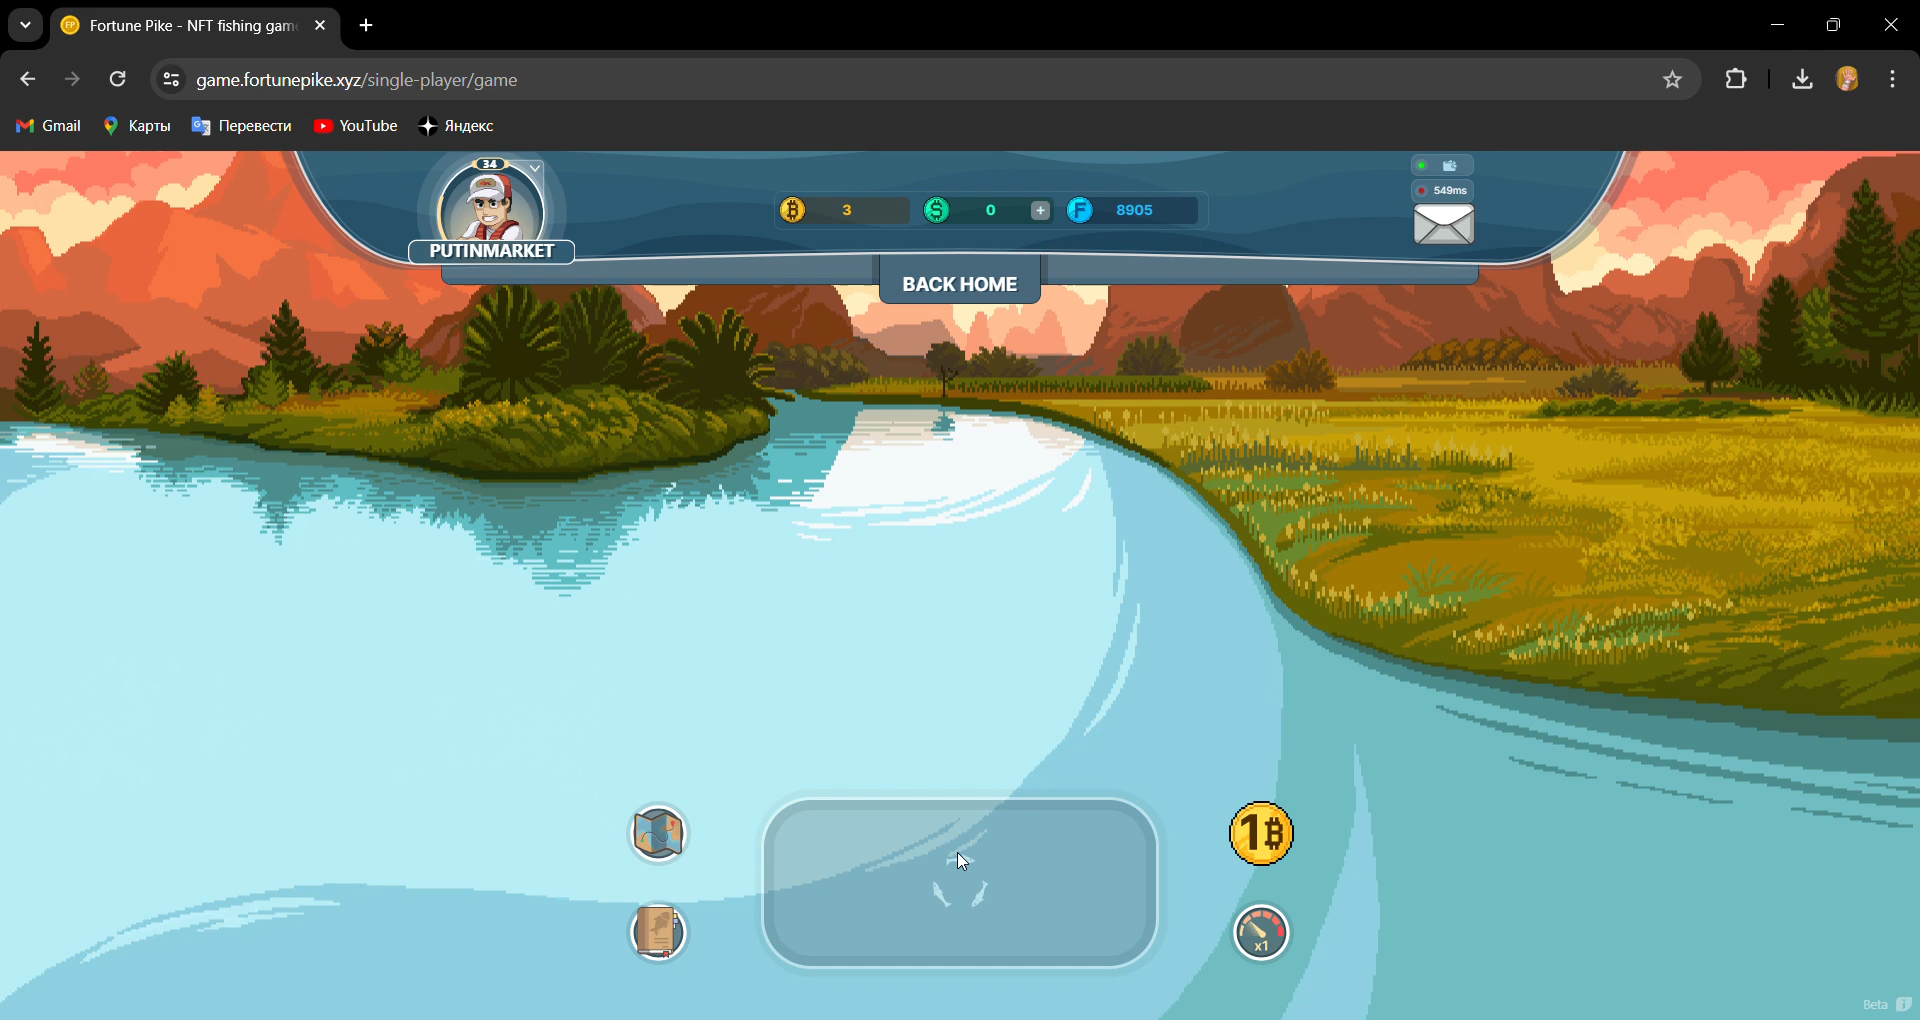 Fortune Pike - NFT fishing gam
game.fortunepike.xyz/single-player/game
Gmail
Карты
Перевести
YouTube
Яндекс
34
PUTINMARKET
3
0
+
8905
549ms
BACK HOME
1
x1
Beta